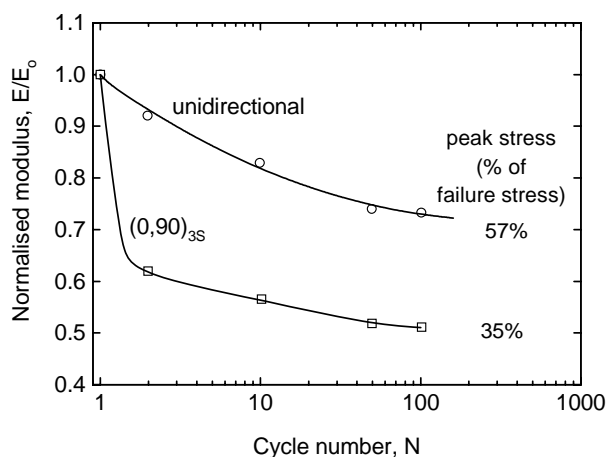 1.1
1.0
0.9
0.8
0.7
0.6
0.5
0.4
Normalised modulus, E/Eₒ
unidirectional
(0,90)₃S
peak stress
(% of
failure stress)
57%
35%
1
10
100
1000
Cycle number, N